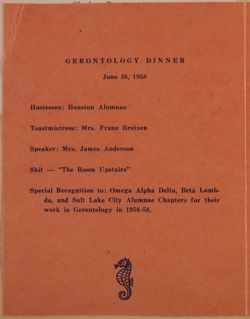 GERONTOLOGY DINNER
June 26, 1958
Hostesses: Houston Alumnae
Toastmistress: Mrs. Franz Brotzen
Speaker: Mrs. James Anderson
Skit — "The Room Upstairs"
Special Recognition to: Omega Alpha Delta, Beta Lamb-
da, and Salt Lake City Alumnae Chapters for their
work in Gerontology in 1956-58.